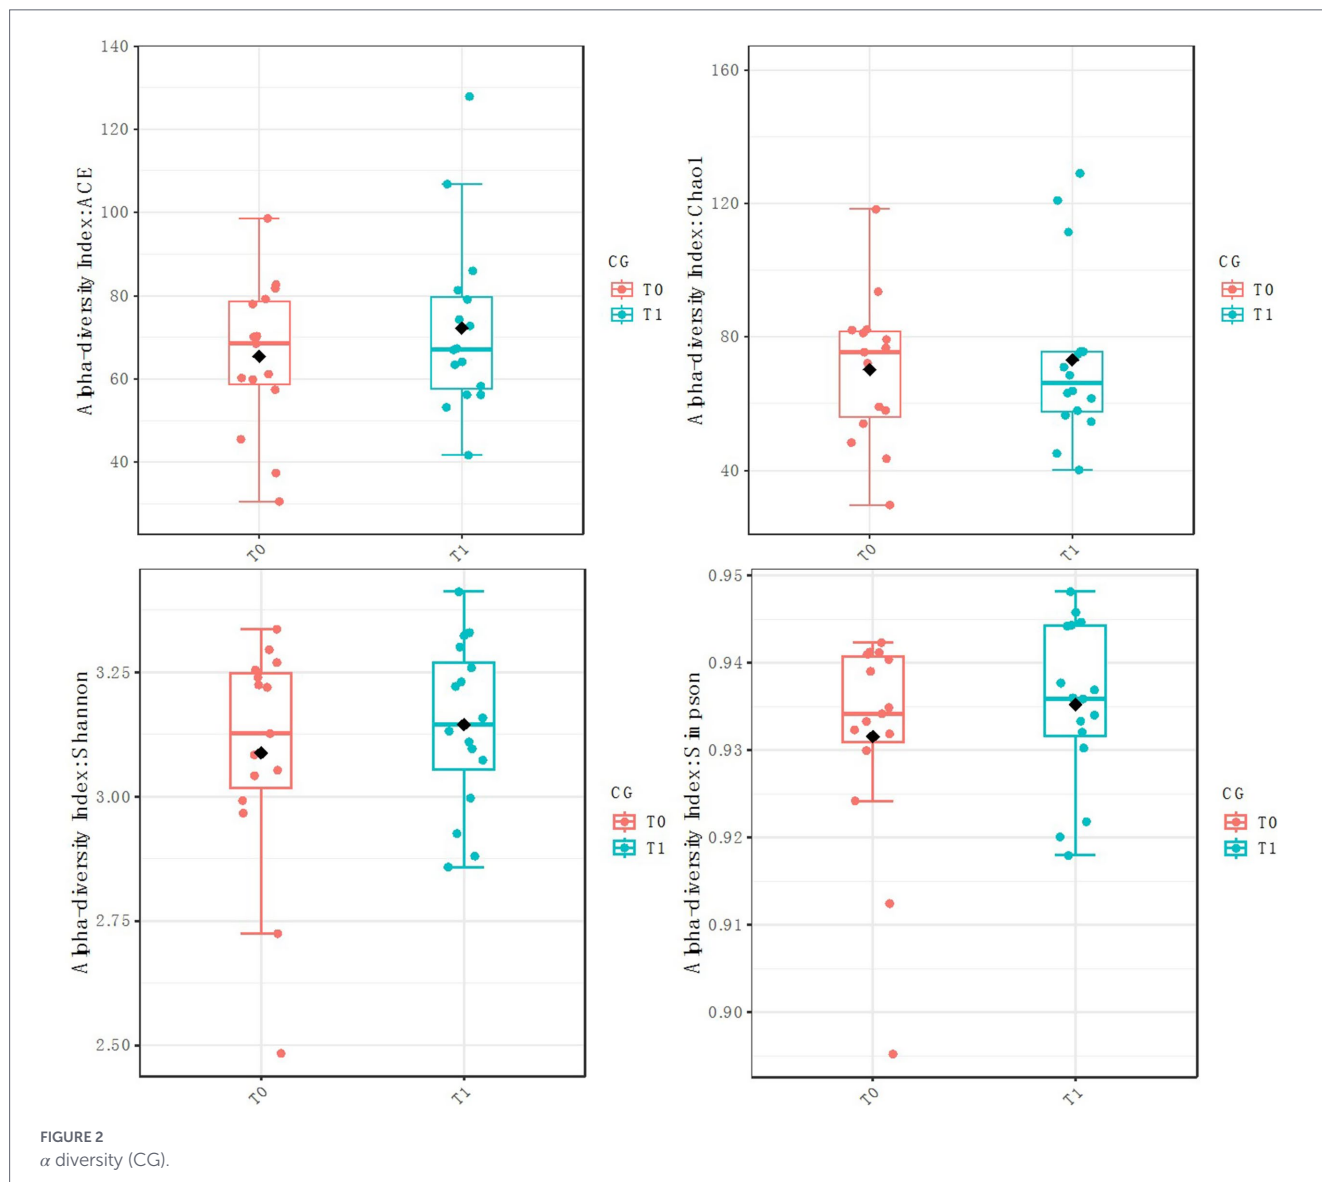 Alpha-diversity Index:ACE
140
120
100
80
60
40
T0
T1
CG
T0
T1
Alpha-diversity Index:Chao1
160
120
80
40
T0
T1
CG
T0
T1
Alpha-diversity Index:Shannon
3.25
3.00
2.75
2.50
T0
T1
CG
T0
T1
Alpha-diversity Index:Simpson
0.95
0.94
0.93
0.92
0.91
0.90
T0
T1
CG
T0
T1
FIGURE 2
α diversity (CG).